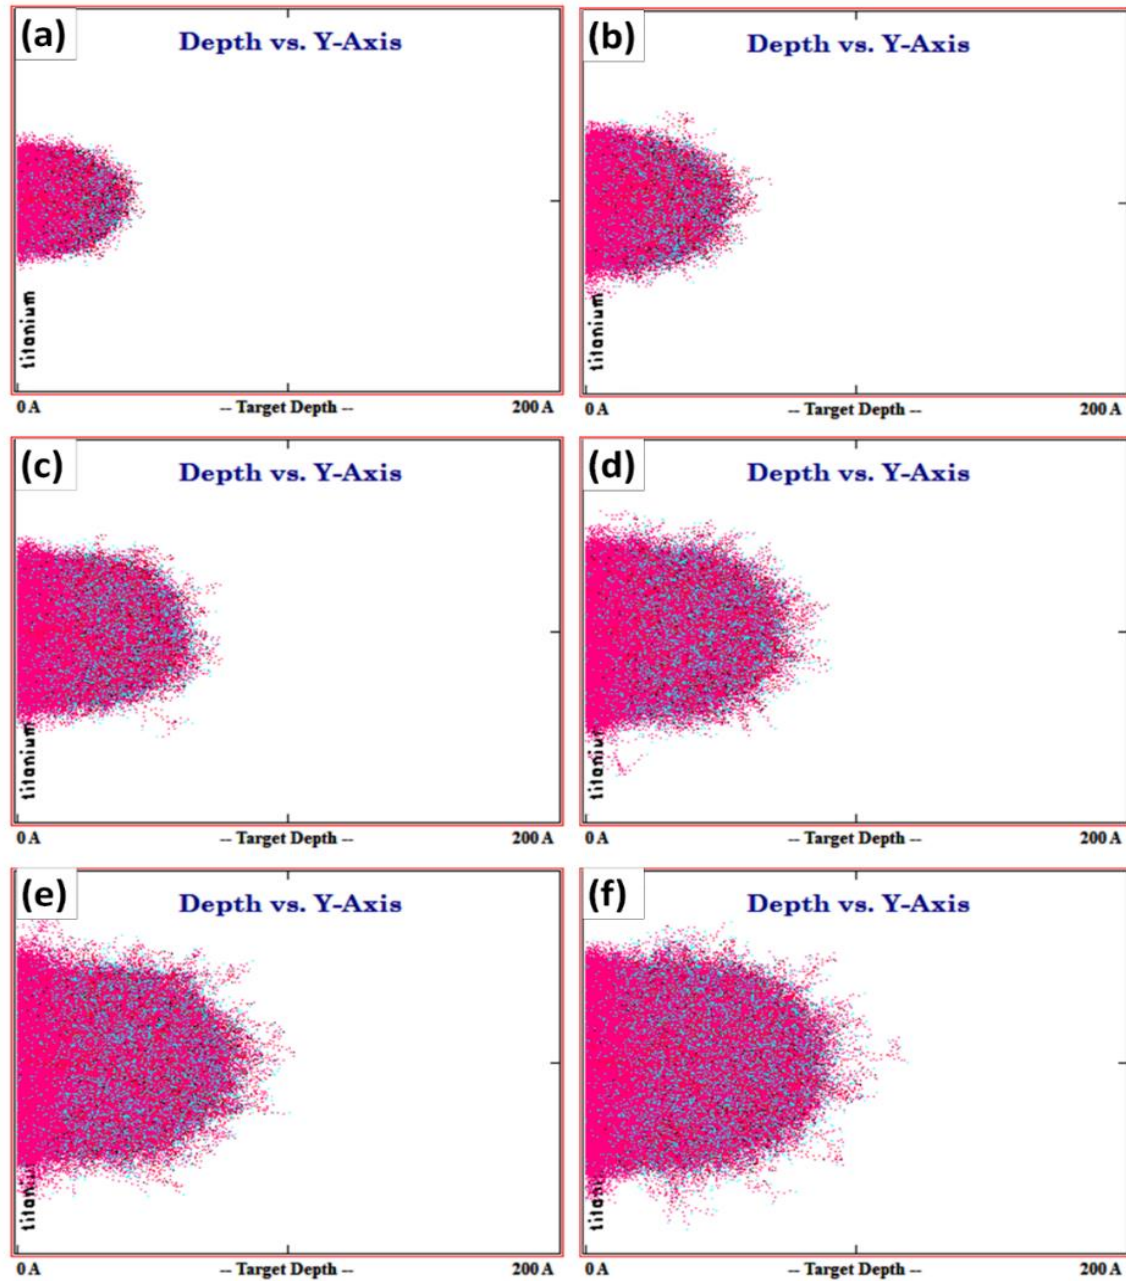 (a)
Depth vs. Y-Axis
titanium
0 A -- Target Depth -- 200 A
(b)
Depth vs. Y-Axis
titanium
0 A -- Target Depth -- 200 A
(c)
Depth vs. Y-Axis
titanium
0 A -- Target Depth -- 200 A
(d)
Depth vs. Y-Axis
titanium
0 A -- Target Depth -- 200 A
(e)
Depth vs. Y-Axis
titaniu
0 A -- Target Depth -- 200 A
(f)
Depth vs. Y-Axis
titani
0 A -- Target Depth -- 200 A